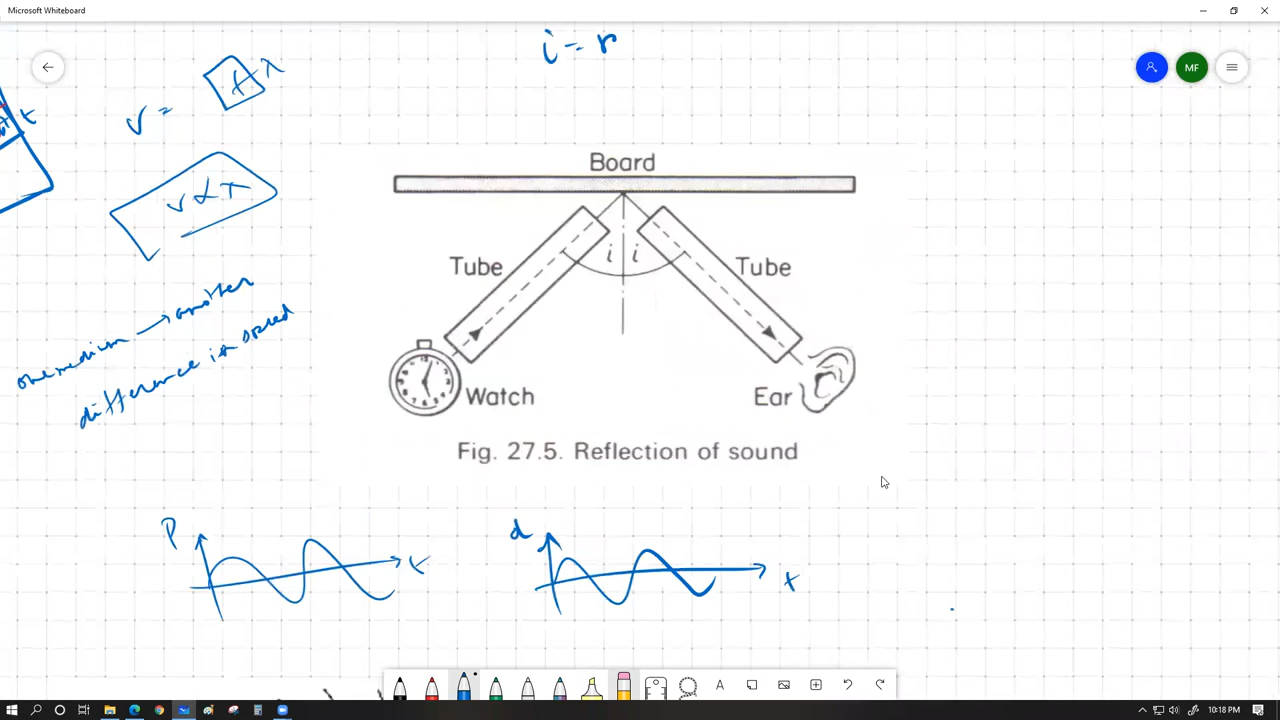 Microsoft Whiteboard
i = r
MF
v = fλ
t
v ∝ λ
one medium → another
difference in speed
Board
i i
Tube Tube
Watch Ear
Fig. 27.5. Reflection of sound
P
t
d
t
A
10:18 PM